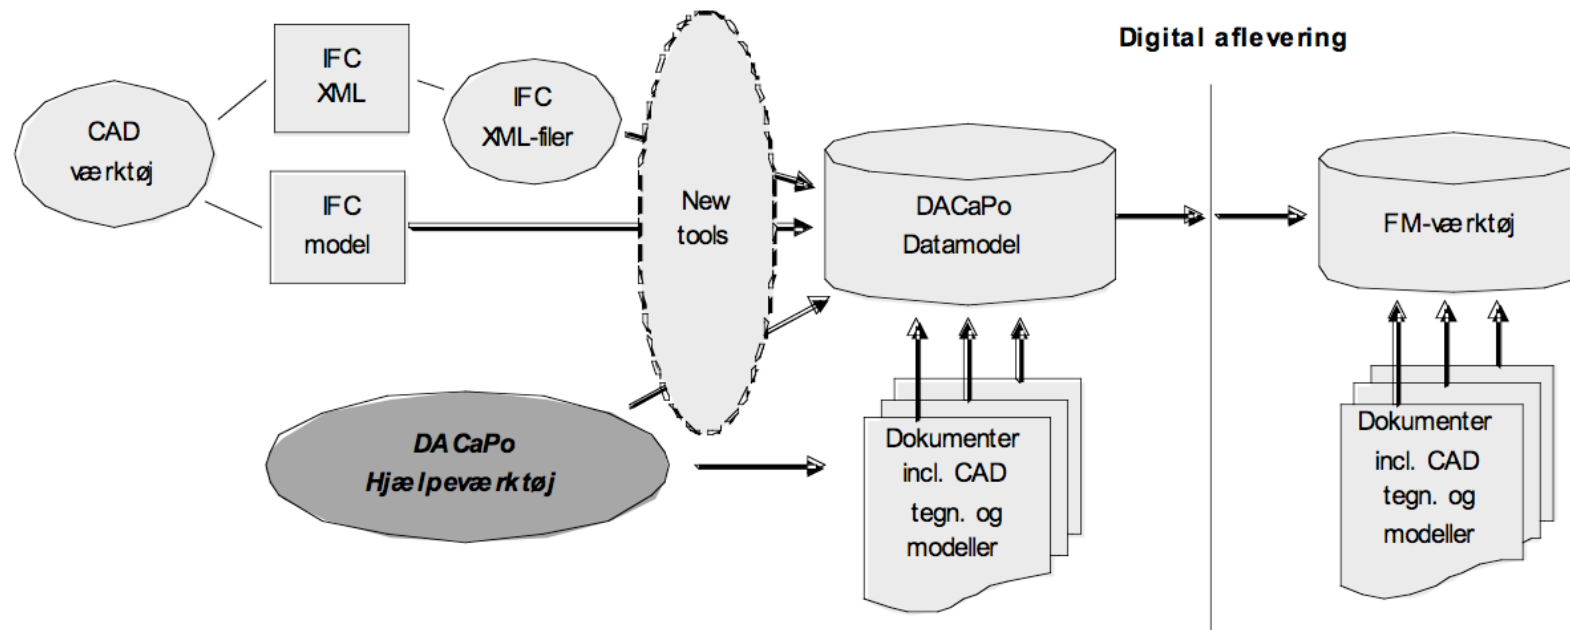 Digital aflevering
IFC
XML
IFC
XML-filer
CAD
værktøj
IFC
model
New
tools
DACaPo
Datamodel
FM-værktøj
DACaPo
Hjælpeværktøj
Dokumenter
incl. CAD
tegn. og
modeller
Dokumenter
incl. CAD
tegn. og
modeller